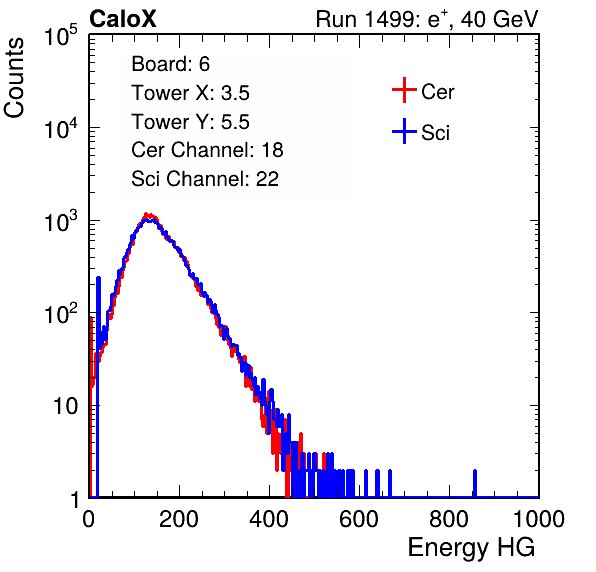 CaloX Run 1499: e⁺, 40 GeV
Counts
Board: 6
Tower X: 3.5
Tower Y: 5.5
Cer Channel: 18
Sci Channel: 22
Cer
Sci
10⁵
10⁴
10³
10²
10
1
0 200 400 600 800 1000
Energy HG